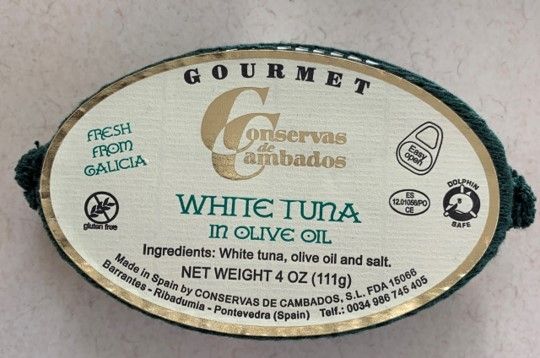 GOURMET
Conservas
de
Cambados
FRESH
FROM
GALICIA
Easy
open
ES
12.01056/PO
CE
DOLPHIN
SAFE
gluten free
WHITE TUNA
IN OLIVE OIL
Ingredients: White tuna, olive oil and salt.
NET WEIGHT 4 OZ (111g)
Made in Spain by CONSERVAS DE CAMBADOS, S.L. FDA 15066
Barrantes - Ribadumia - Pontevedra (Spain) Telf.: 0034 986 745 405